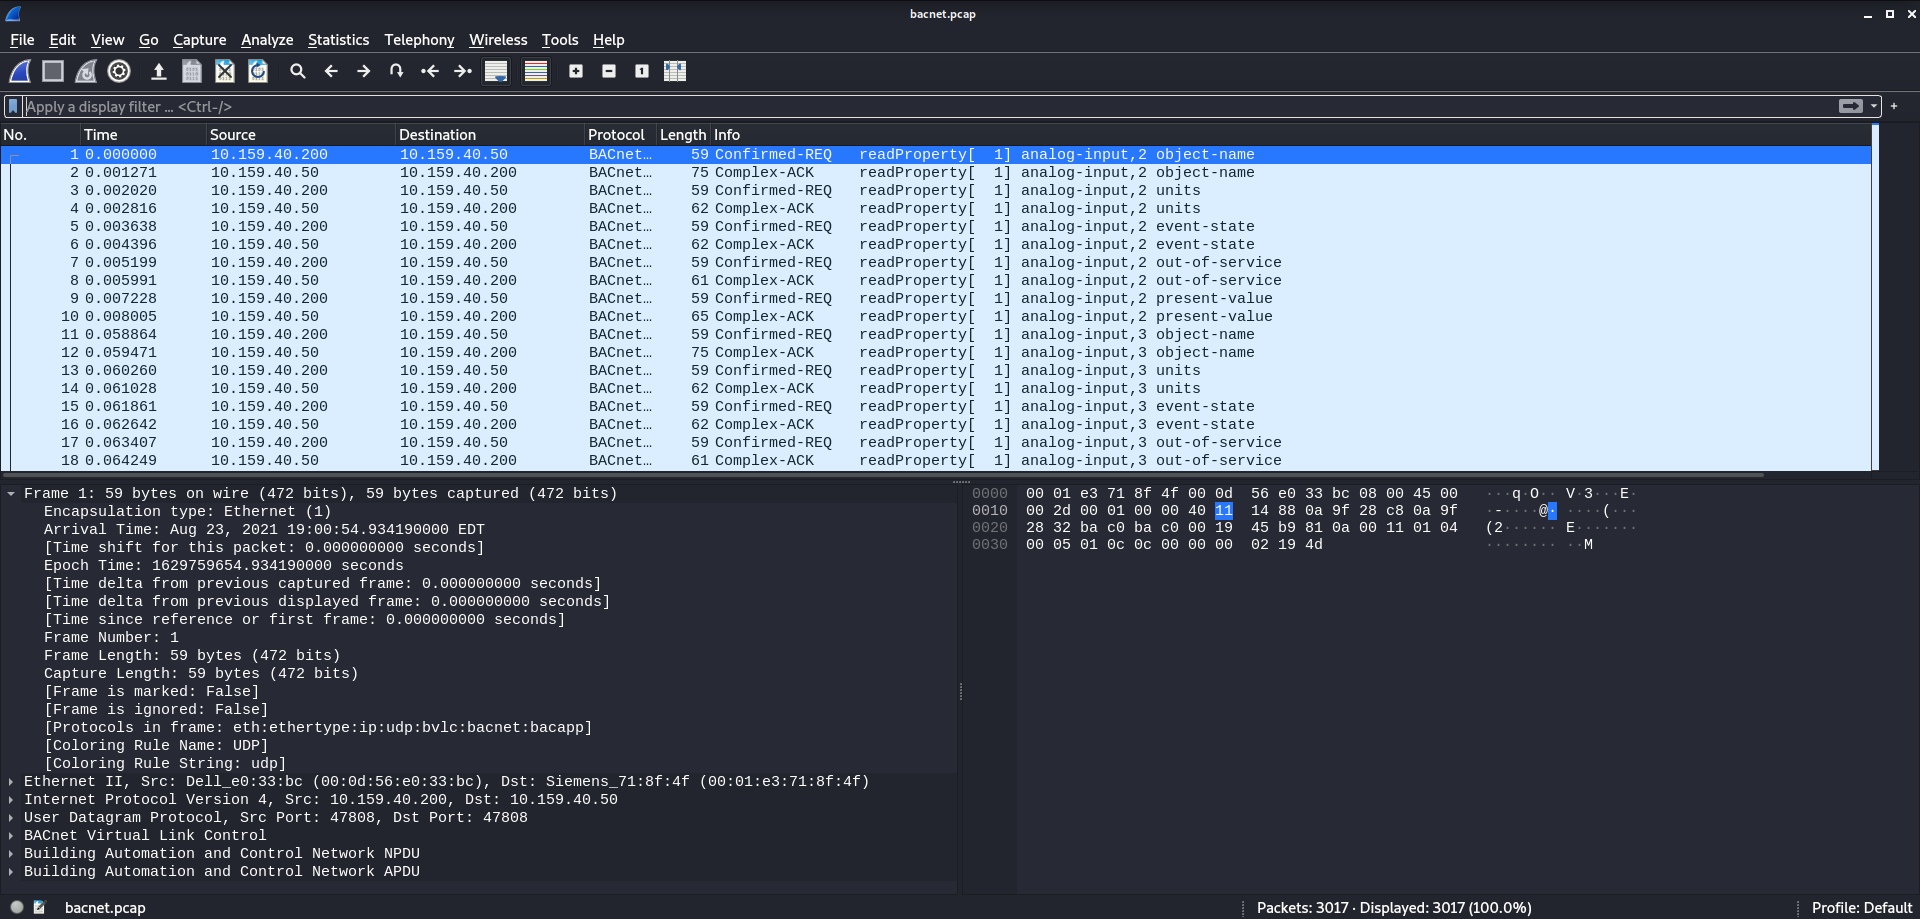 bacnet.pcap
File Edit View Go Capture Analyze Statistics Telephony Wireless Tools Help
Apply a display filter … <Ctrl-/>
No. Time Source Destination Protocol Length Info
1 0.000000 10.159.40.200 10.159.40.50 BACnet… 59 Confirmed-REQ readProperty[ 1] analog-input,2 object-name
2 0.001271 10.159.40.50 10.159.40.200 BACnet… 75 Complex-ACK readProperty[ 1] analog-input,2 object-name
3 0.002020 10.159.40.200 10.159.40.50 BACnet… 59 Confirmed-REQ readProperty[ 1] analog-input,2 units
4 0.002816 10.159.40.50 10.159.40.200 BACnet… 62 Complex-ACK readProperty[ 1] analog-input,2 units
5 0.003638 10.159.40.200 10.159.40.50 BACnet… 59 Confirmed-REQ readProperty[ 1] analog-input,2 event-state
6 0.004396 10.159.40.50 10.159.40.200 BACnet… 62 Complex-ACK readProperty[ 1] analog-input,2 event-state
7 0.005199 10.159.40.200 10.159.40.50 BACnet… 59 Confirmed-REQ readProperty[ 1] analog-input,2 out-of-service
8 0.005991 10.159.40.50 10.159.40.200 BACnet… 61 Complex-ACK readProperty[ 1] analog-input,2 out-of-service
9 0.007228 10.159.40.200 10.159.40.50 BACnet… 59 Confirmed-REQ readProperty[ 1] analog-input,2 present-value
10 0.008005 10.159.40.50 10.159.40.200 BACnet… 65 Complex-ACK readProperty[ 1] analog-input,2 present-value
11 0.058864 10.159.40.200 10.159.40.50 BACnet… 59 Confirmed-REQ readProperty[ 1] analog-input,3 object-name
12 0.059471 10.159.40.50 10.159.40.200 BACnet… 75 Complex-ACK readProperty[ 1] analog-input,3 object-name
13 0.060260 10.159.40.200 10.159.40.50 BACnet… 59 Confirmed-REQ readProperty[ 1] analog-input,3 units
14 0.061028 10.159.40.50 10.159.40.200 BACnet… 62 Complex-ACK readProperty[ 1] analog-input,3 units
15 0.061861 10.159.40.200 10.159.40.50 BACnet… 59 Confirmed-REQ readProperty[ 1] analog-input,3 event-state
16 0.062642 10.159.40.50 10.159.40.200 BACnet… 62 Complex-ACK readProperty[ 1] analog-input,3 event-state
17 0.063407 10.159.40.200 10.159.40.50 BACnet… 59 Confirmed-REQ readProperty[ 1] analog-input,3 out-of-service
18 0.064249 10.159.40.50 10.159.40.200 BACnet… 61 Complex-ACK readProperty[ 1] analog-input,3 out-of-service
Frame 1: 59 bytes on wire (472 bits), 59 bytes captured (472 bits)
Encapsulation type: Ethernet (1)
Arrival Time: Aug 23, 2021 19:00:54.934190000 EDT
[Time shift for this packet: 0.000000000 seconds]
Epoch Time: 1629759654.934190000 seconds
[Time delta from previous captured frame: 0.000000000 seconds]
[Time delta from previous displayed frame: 0.000000000 seconds]
[Time since reference or first frame: 0.000000000 seconds]
Frame Number: 1
Frame Length: 59 bytes (472 bits)
Capture Length: 59 bytes (472 bits)
[Frame is marked: False]
[Frame is ignored: False]
[Protocols in frame: eth:ethertype:ip:udp:bvlc:bacnet:bacapp]
[Coloring Rule Name: UDP]
[Coloring Rule String: udp]
Ethernet II, Src: Dell_e0:33:bc (00:0d:56:e0:33:bc), Dst: Siemens_71:8f:4f (00:01:e3:71:8f:4f)
Internet Protocol Version 4, Src: 10.159.40.200, Dst: 10.159.40.50
User Datagram Protocol, Src Port: 47808, Dst Port: 47808
BACnet Virtual Link Control
Building Automation and Control Network NPDU
Building Automation and Control Network APDU
0000 00 01 e3 71 8f 4f 00 0d 56 e0 33 bc 08 00 45 00 ···q·O·· V·3···E·
0010 00 2d 00 01 00 00 40 11 14 88 0a 9f 28 c8 0a 9f ·-····@· ····(···
0020 28 32 ba c0 ba c0 00 19 45 b9 81 0a 00 11 01 04 (2······ E·······
0030 00 05 01 0c 0c 00 00 00 02 19 4d ········ ··M
bacnet.pcap
Packets: 3017 · Displayed: 3017 (100.0%)
Profile: Default